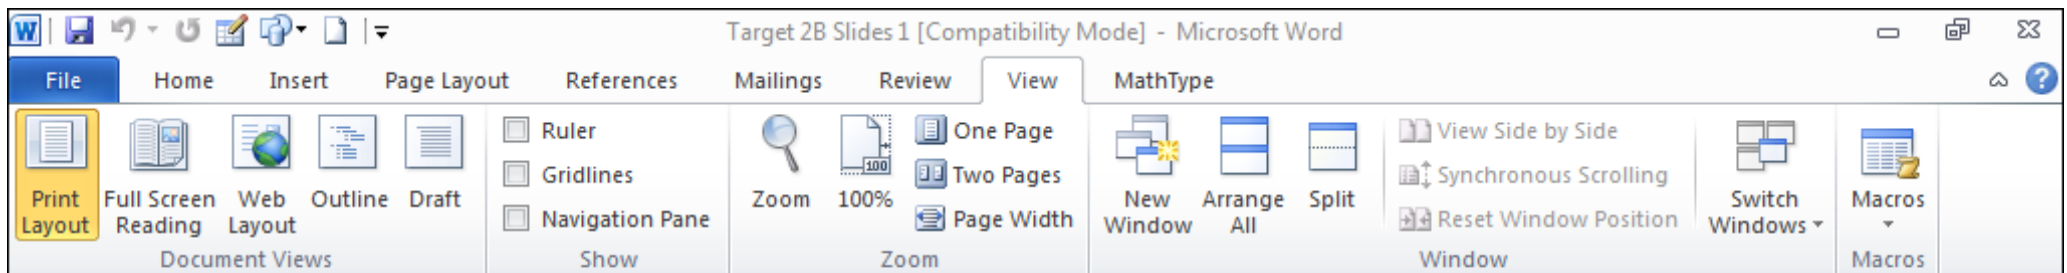 W
Target 2B Slides 1 [Compatibility Mode] - Microsoft Word
File Home Insert Page Layout References Mailings Review View MathType ?
Print Layout
Full Screen Reading
Web Layout
Outline
Draft
Document Views
Ruler
Gridlines
Navigation Pane
Show
Zoom
100
100%
One Page
Two Pages
Page Width
Zoom
New Window
Arrange All
Split
View Side by Side
Synchronous Scrolling
Reset Window Position
Switch Windows
Window
Macros
Macros